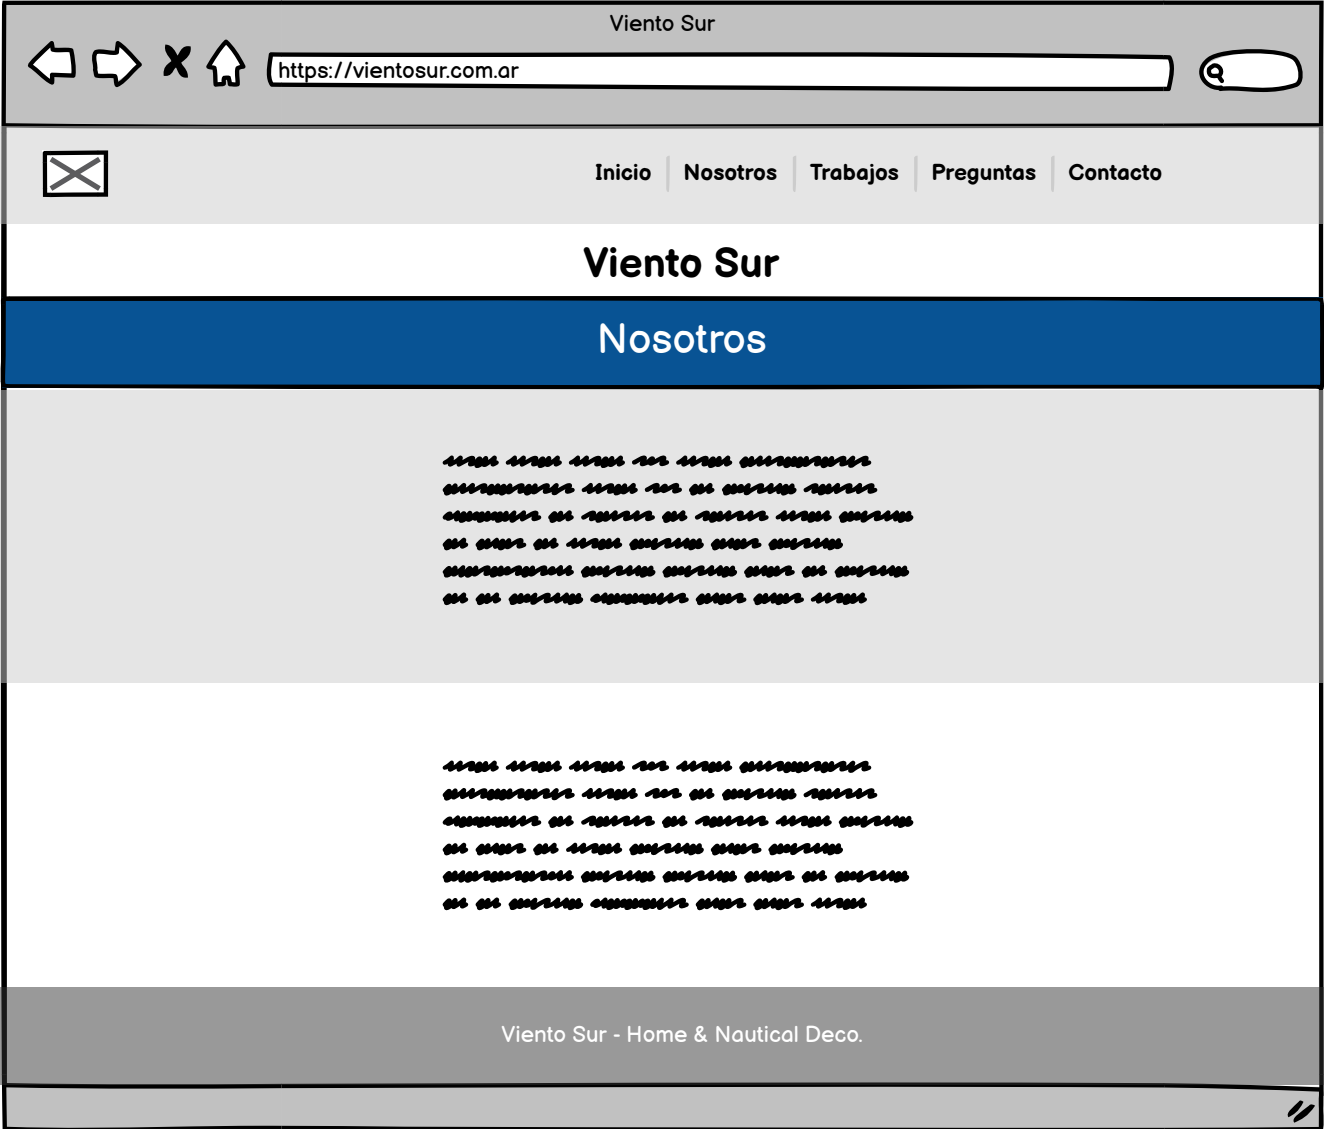 Viento Sur
https://vientosur.com.ar
Inicio Nosotros Trabajos Preguntas Contacto
Viento Sur
Nosotros
Viento Sur - Home & Nautical Deco.